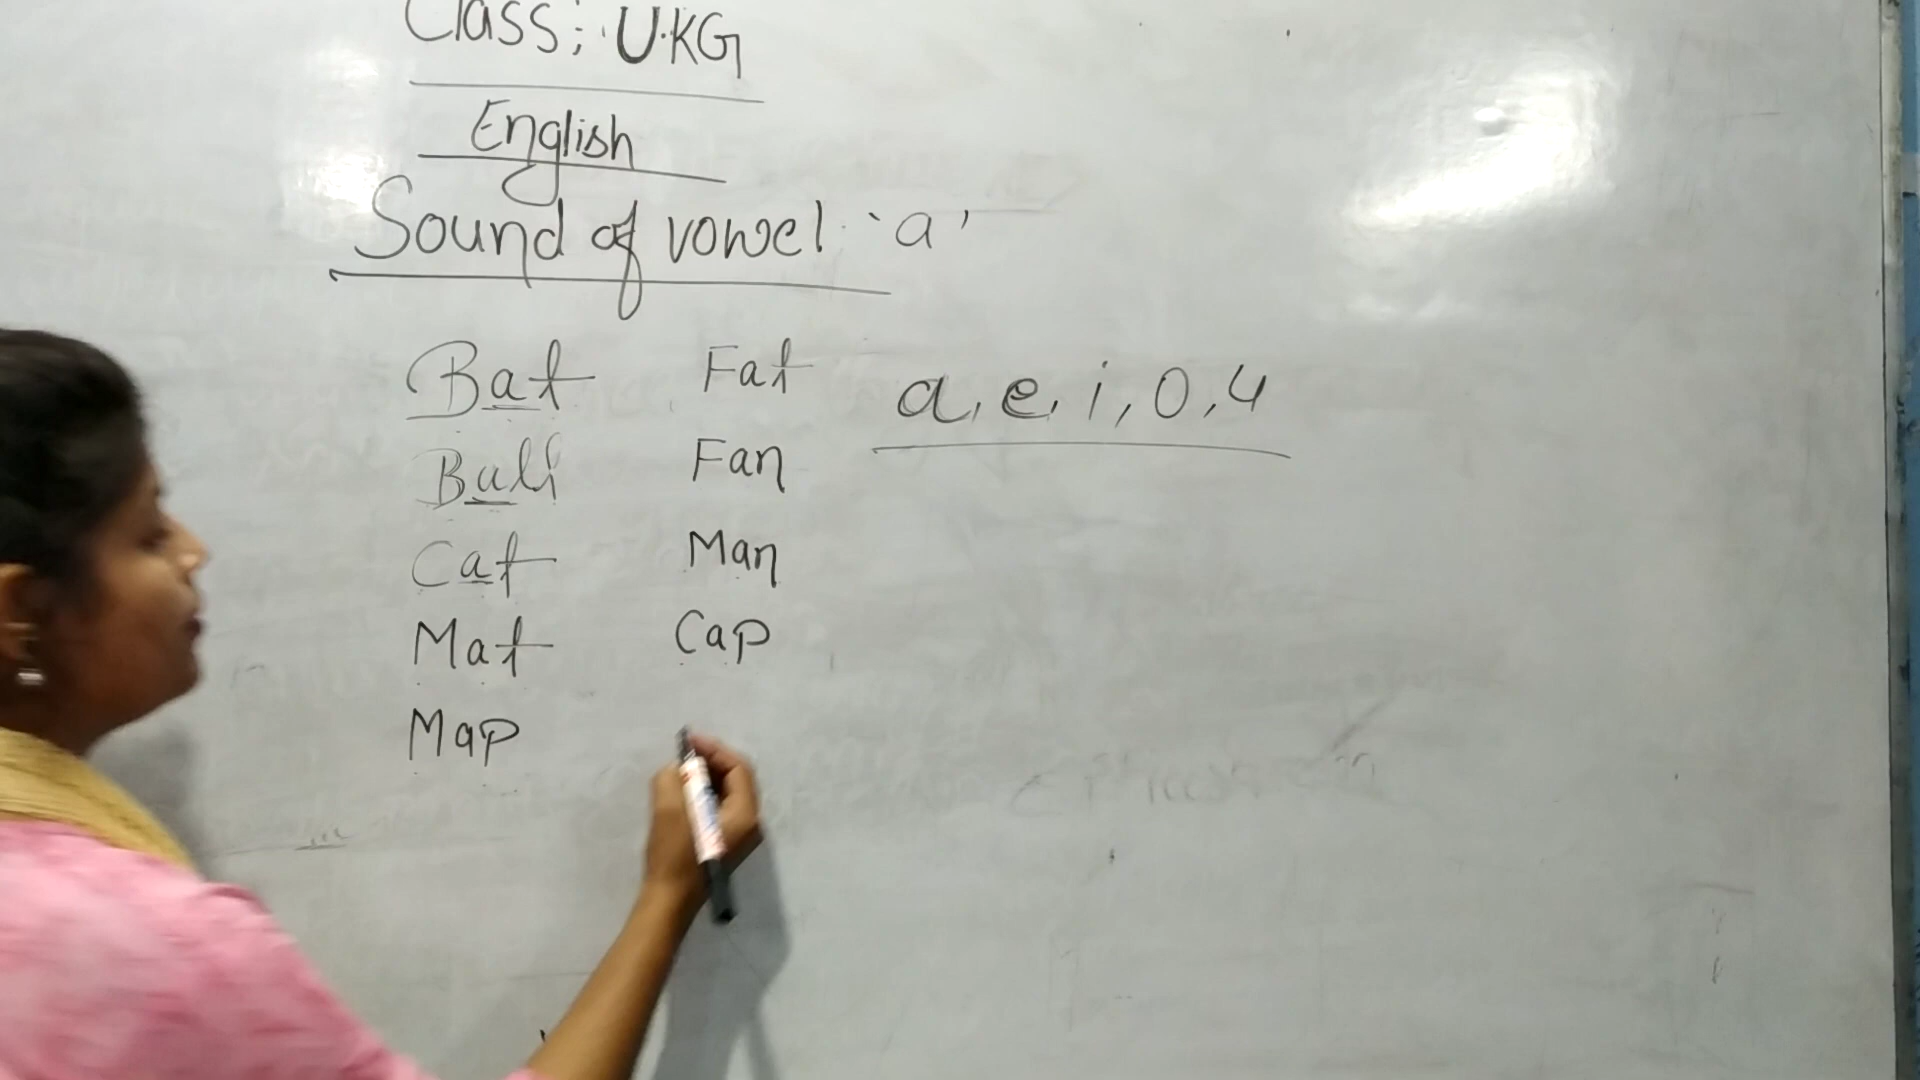 Class: U.KG
English
Sound of vowel 'a'
Bat Fat a, e, i, o, u
Ball Fan
Cat Man
Mat Cap
Map